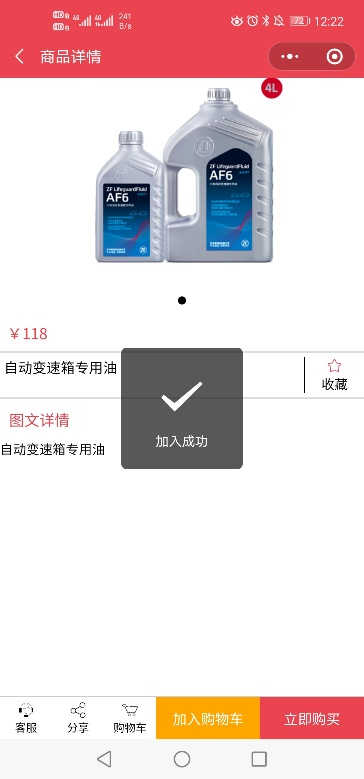 241
B/s
72
12:22
商品详情
4L
ZF LifeguardFluid
AF6
ZF LifeguardFluid
AF6
￥118
自动变速箱专用油
收藏
加入成功
图文详情
自动变速箱专用油
客服
分享
购物车
加入购物车
立即购买